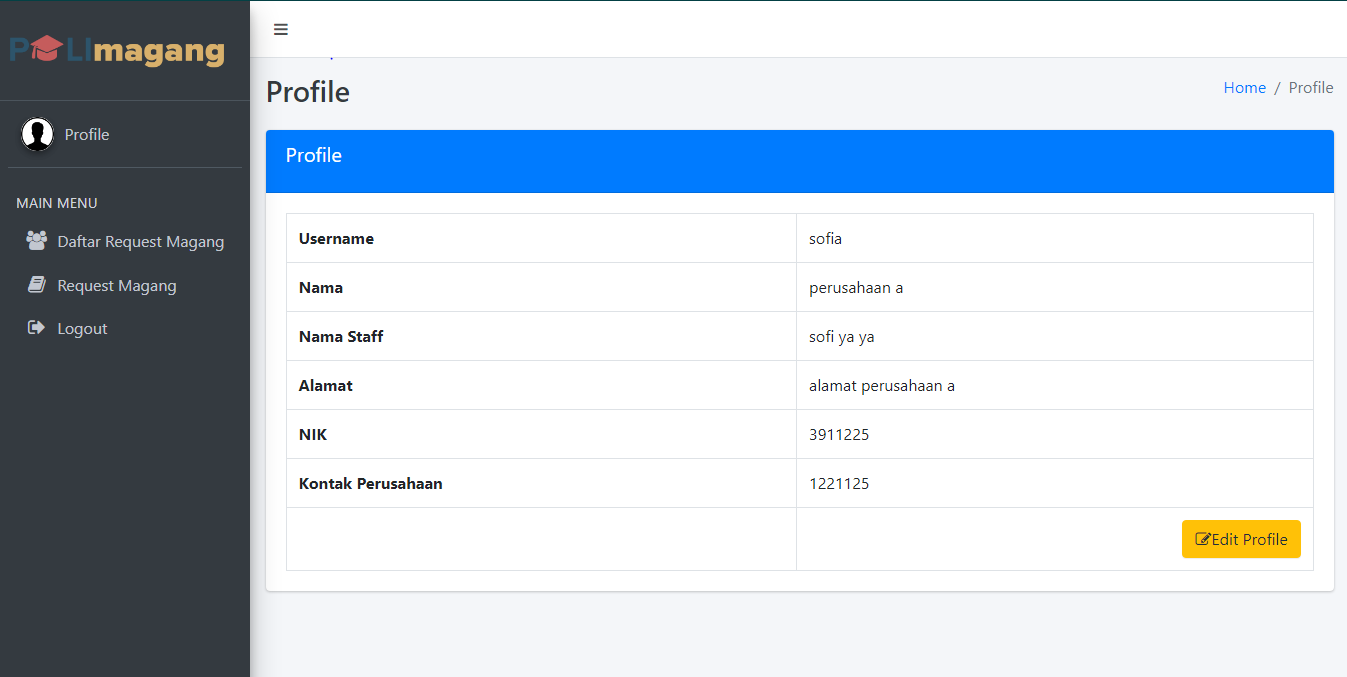 POLImagang
Profile
MAIN MENU
Daftar Request Magang
Request Magang
Logout
Profile
Home / Profile
Profile
Username sofia
Nama perusahaan a
Nama Staff sofi ya ya
Alamat alamat perusahaan a
NIK 3911225
Kontak Perusahaan 1221125
Edit Profile